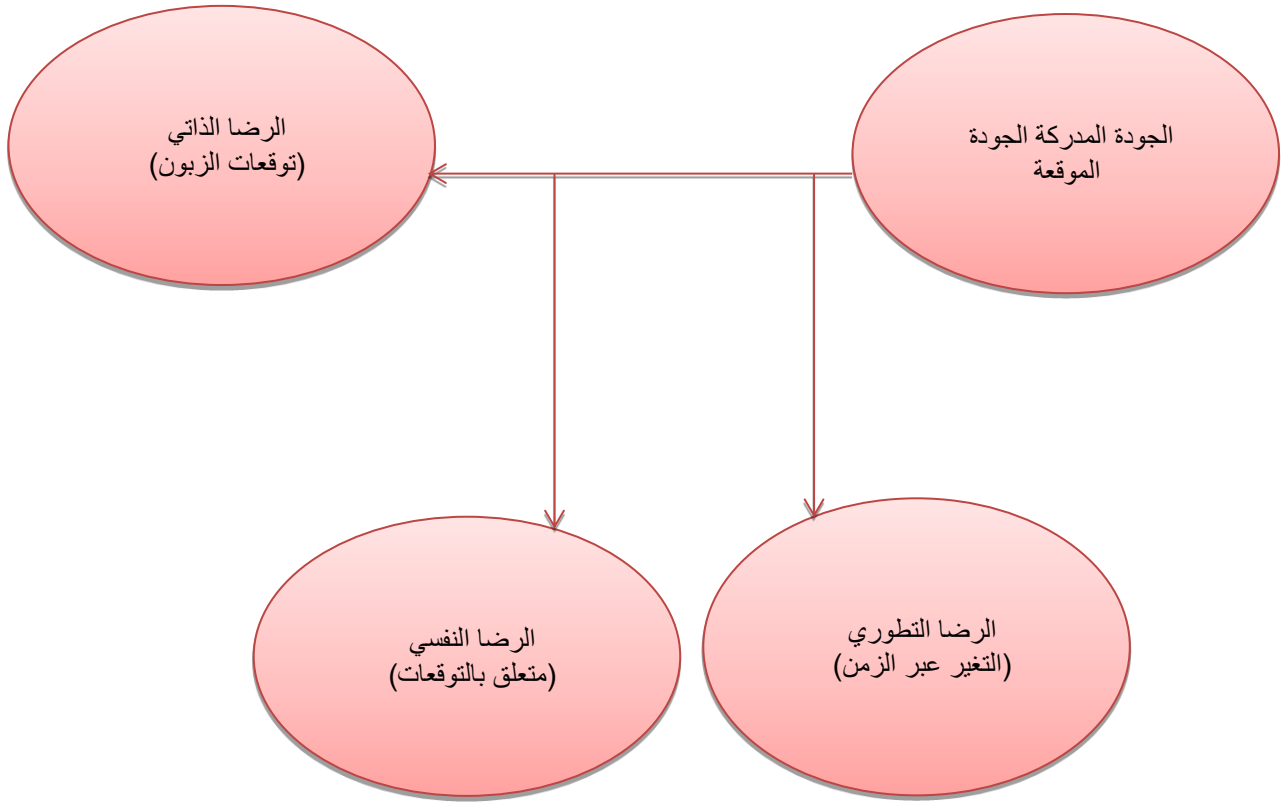 الجودة المدركة الجودة
الموقعة
الرضا الذاتي
(توقعات الزبون)
الرضا التطوري
(التغير عبر الزمن)
الرضا النفسي
(متعلق بالتوقعات)